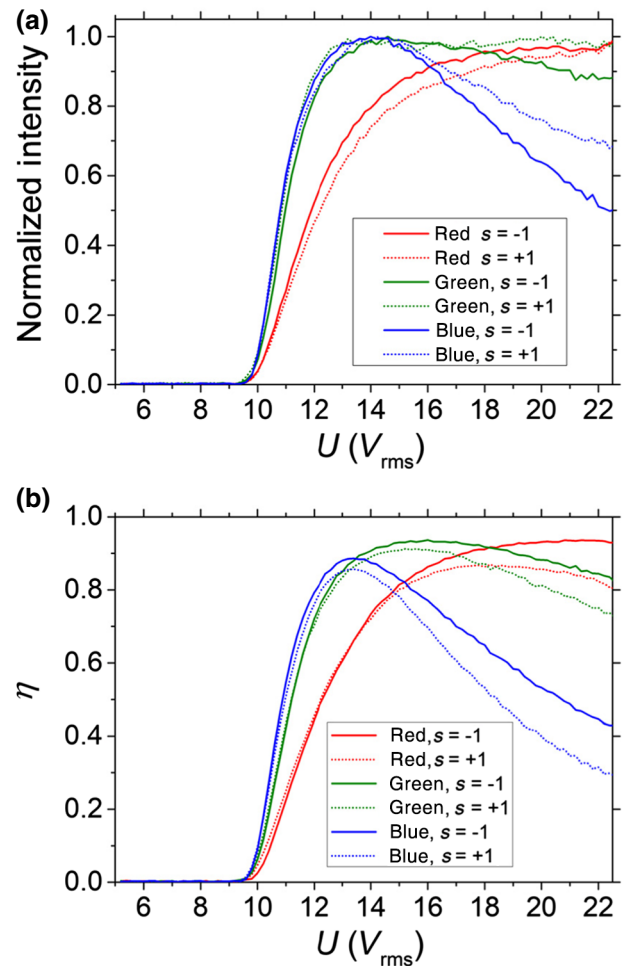 (a)
Normalized intensity
1.0
0.8
0.6
0.4
0.2
0.0
Red s = -1
Red s = +1
Green, s = -1
Green, s = +1
Blue, s = -1
Blue, s = +1
6 8 10 12 14 16 18 20 22
U (Vrms)
(b)
η
1.0
0.8
0.6
0.4
0.2
0.0
Red, s = -1
Red, s = +1
Green, s = -1
Green, s = +1
Blue, s = -1
Blue, s = +1
6 8 10 12 14 16 18 20 22
U (Vrms)